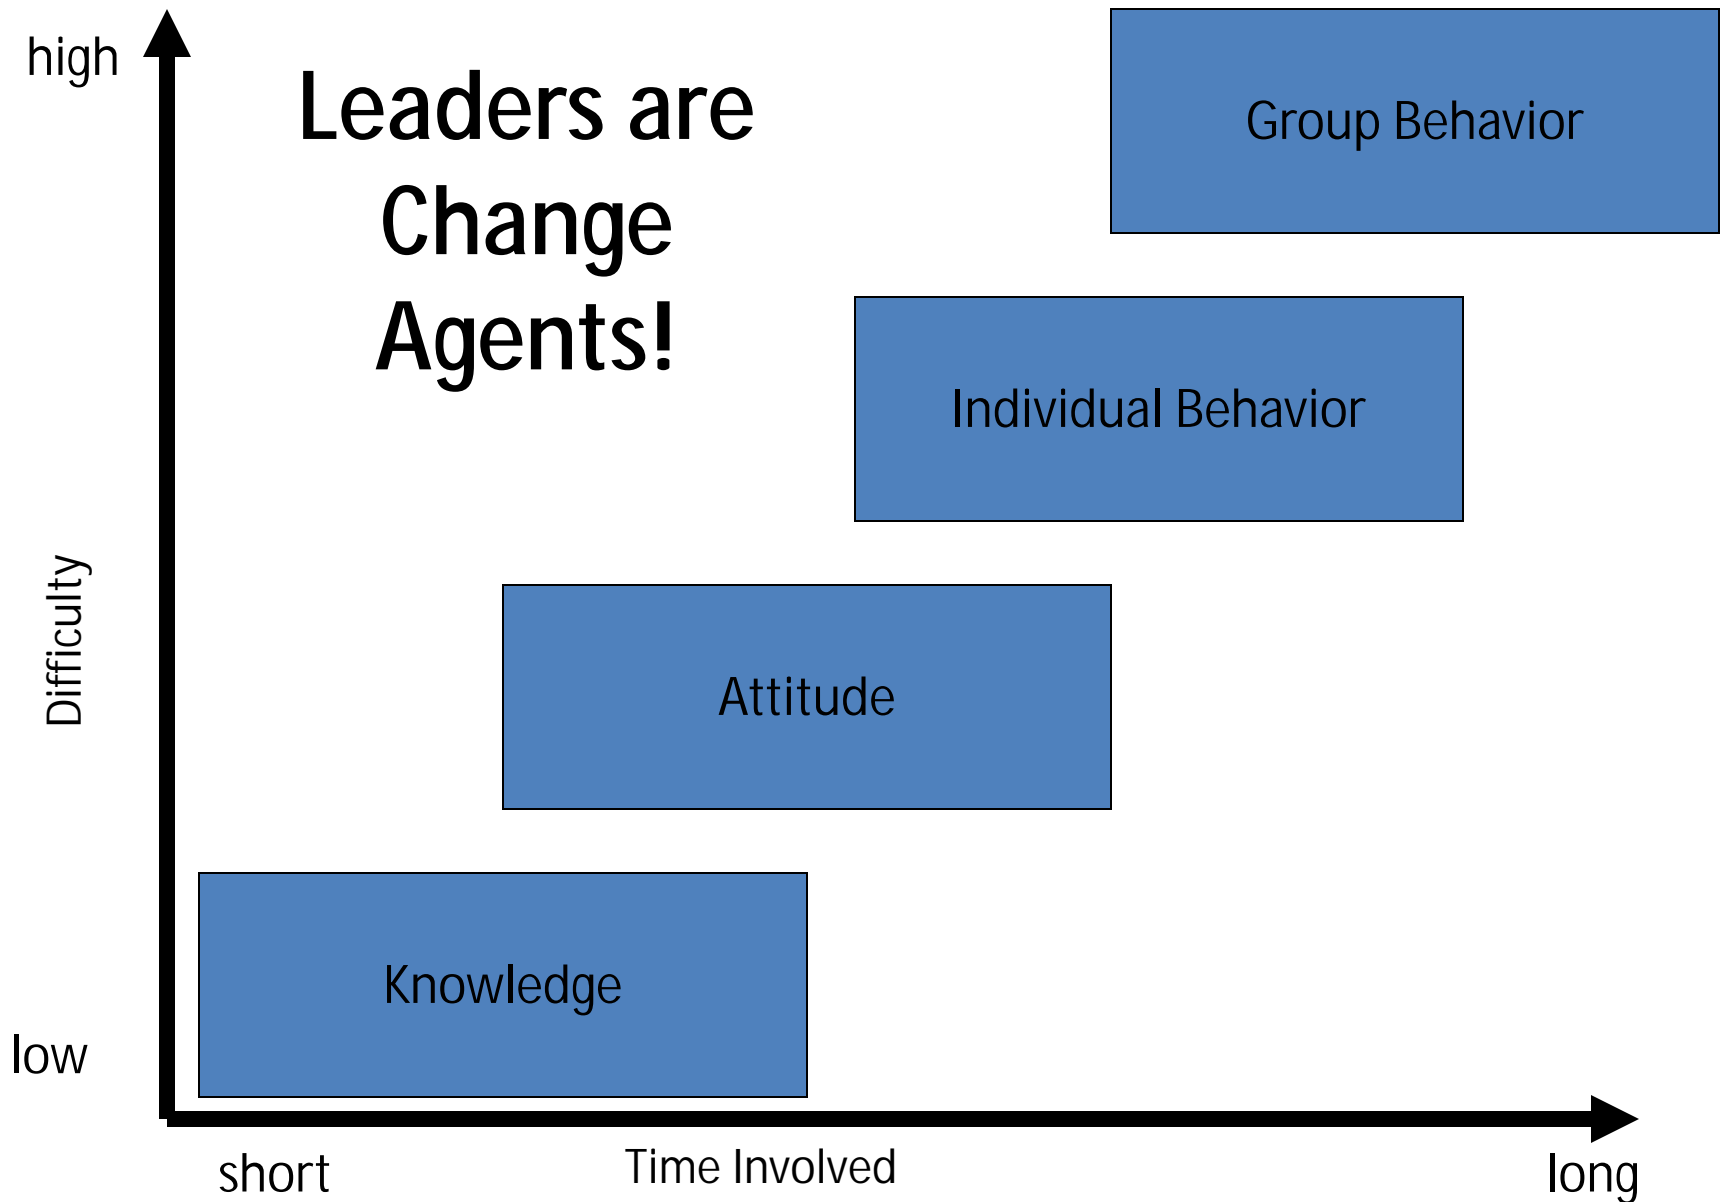 high
Leaders are
Change
Agents!
Group Behavior
Individual Behavior
Difficulty
Attitude
Knowledge
low
short
Time Involved
long